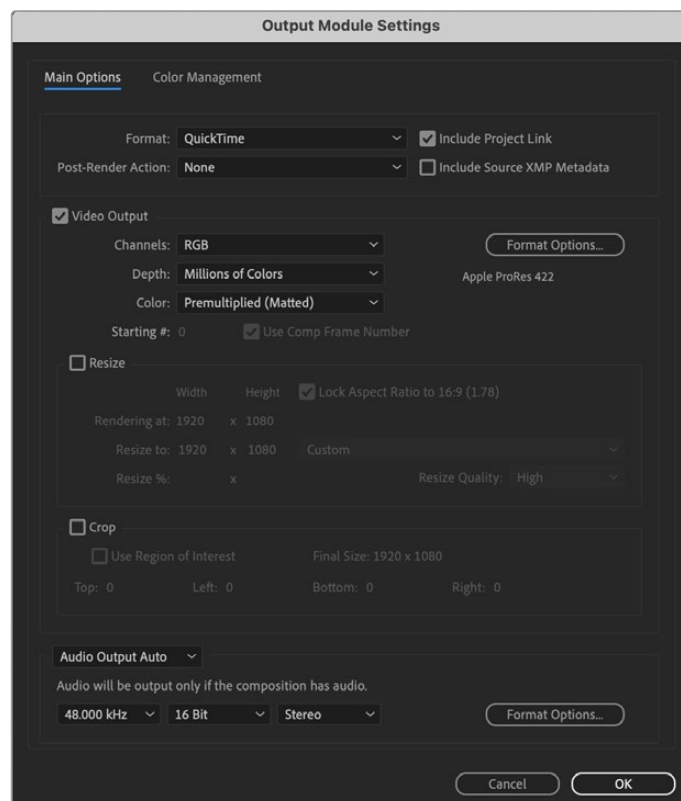 Output Module Settings
Main Options Color Management
Format: QuickTime Include Project Link
Post-Render Action: None Include Source XMP Metadata
Video Output
Channels: RGB Format Options...
Depth: Millions of Colors Apple ProRes 422
Color: Premultiplied (Matted)
Starting #: 0 Use Comp Frame Number
Resize
Width Height Lock Aspect Ratio to 16:9 (1.78)
Rendering at: 1920 x 1080
Resize to: 1920 x 1080 Custom
Resize %: x Resize Quality: High
Crop
Use Region of Interest Final Size: 1920 x 1080
Top: 0 Left: 0 Bottom: 0 Right: 0
Audio Output Auto
Audio will be output only if the composition has audio.
48.000 kHz 16 Bit Stereo Format Options...
Cancel OK